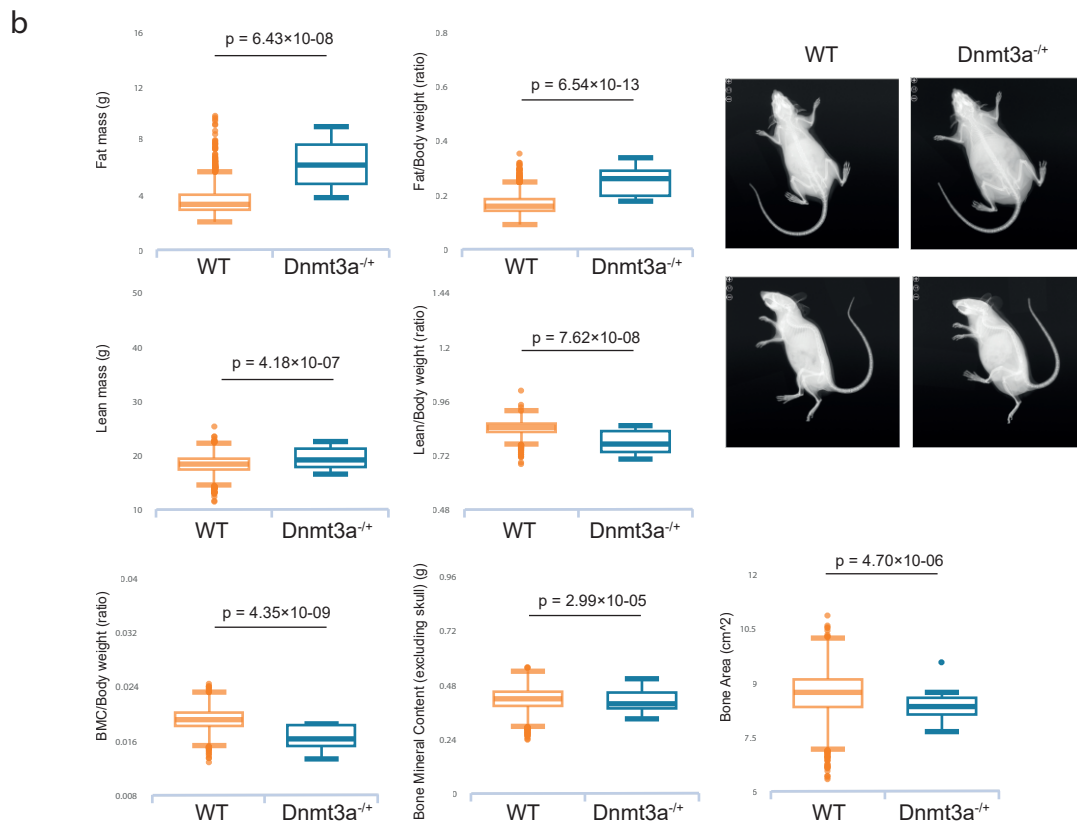 b
Fat mass (g)
16
12
8
4
0
p = 6.43×10-08
WT Dnmt3a-/+
Fat/Body weight (ratio)
0.8
0.6
0.4
0.2
0
p = 6.54×10-13
WT Dnmt3a-/+
WT Dnmt3a-/+
Lean mass (g)
50
40
30
20
10
p = 4.18×10-07
WT Dnmt3a-/+
Lean/Body weight (ratio)
1.44
1.2
0.96
0.72
0.48
p = 7.62×10-08
WT Dnmt3a-/+
BMC/Body weight (ratio)
0.04
0.032
0.024
0.016
0.008
p = 4.35×10-09
WT Dnmt3a-/+
Bone Mineral Content (excluding skull) (g)
0.96
0.72
0.48
0.24
0
p = 2.99×10-05
WT Dnmt3a-/+
Bone Area (cm^2)
12
10.5
9
7.5
6
p = 4.70×10-06
WT Dnmt3a-/+